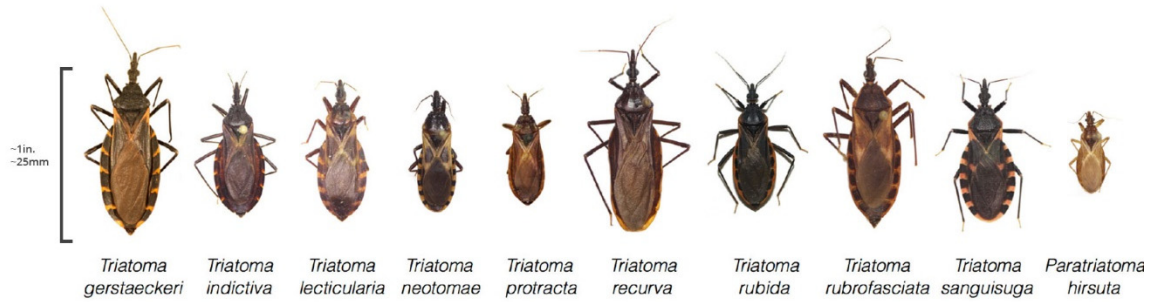 ~1in.
~25mm
Triatoma
gerstaeckeri
Triatoma
indictiva
Triatoma
lecticularia
Triatoma
neotomae
Triatoma
protracta
Triatoma
recurva
Triatoma
rubida
Triatoma
rubrofasciata
Triatoma
sanguisuga
Paratriatoma
hirsuta